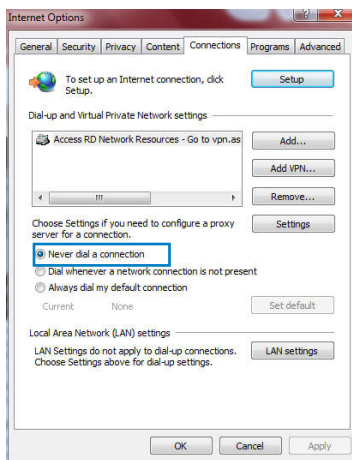 Internet Options
General Security Privacy Content Connections Programs Advanced
To set up an Internet connection, click
Setup.
Setup
Dial-up and Virtual Private Network settings
Access RD Network Resources - Go to vpn.as
Add...
Add VPN...
Remove...
Choose Settings if you need to configure a proxy
server for a connection.
Settings
Never dial a connection
Dial whenever a network connection is not present
Always dial my default connection
Current None
Set default
Local Area Network (LAN) settings
LAN Settings do not apply to dial-up connections.
Choose Settings above for dial-up settings.
LAN settings
OK Cancel Apply